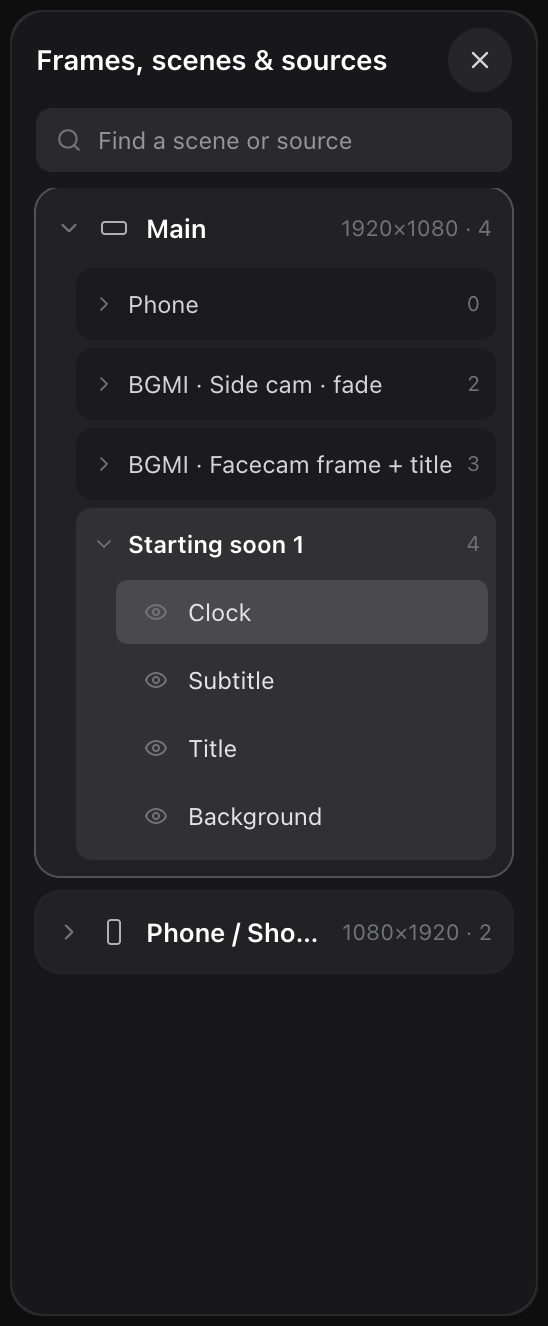 Frames, scenes & sources
Find a scene or source
Main 1920×1080 · 4
Phone 0
BGMI · Side cam · fade 2
BGMI · Facecam frame + title 3
Starting soon 1 4
Clock
Subtitle
Title
Background
Phone / Sho... 1080×1920 · 2